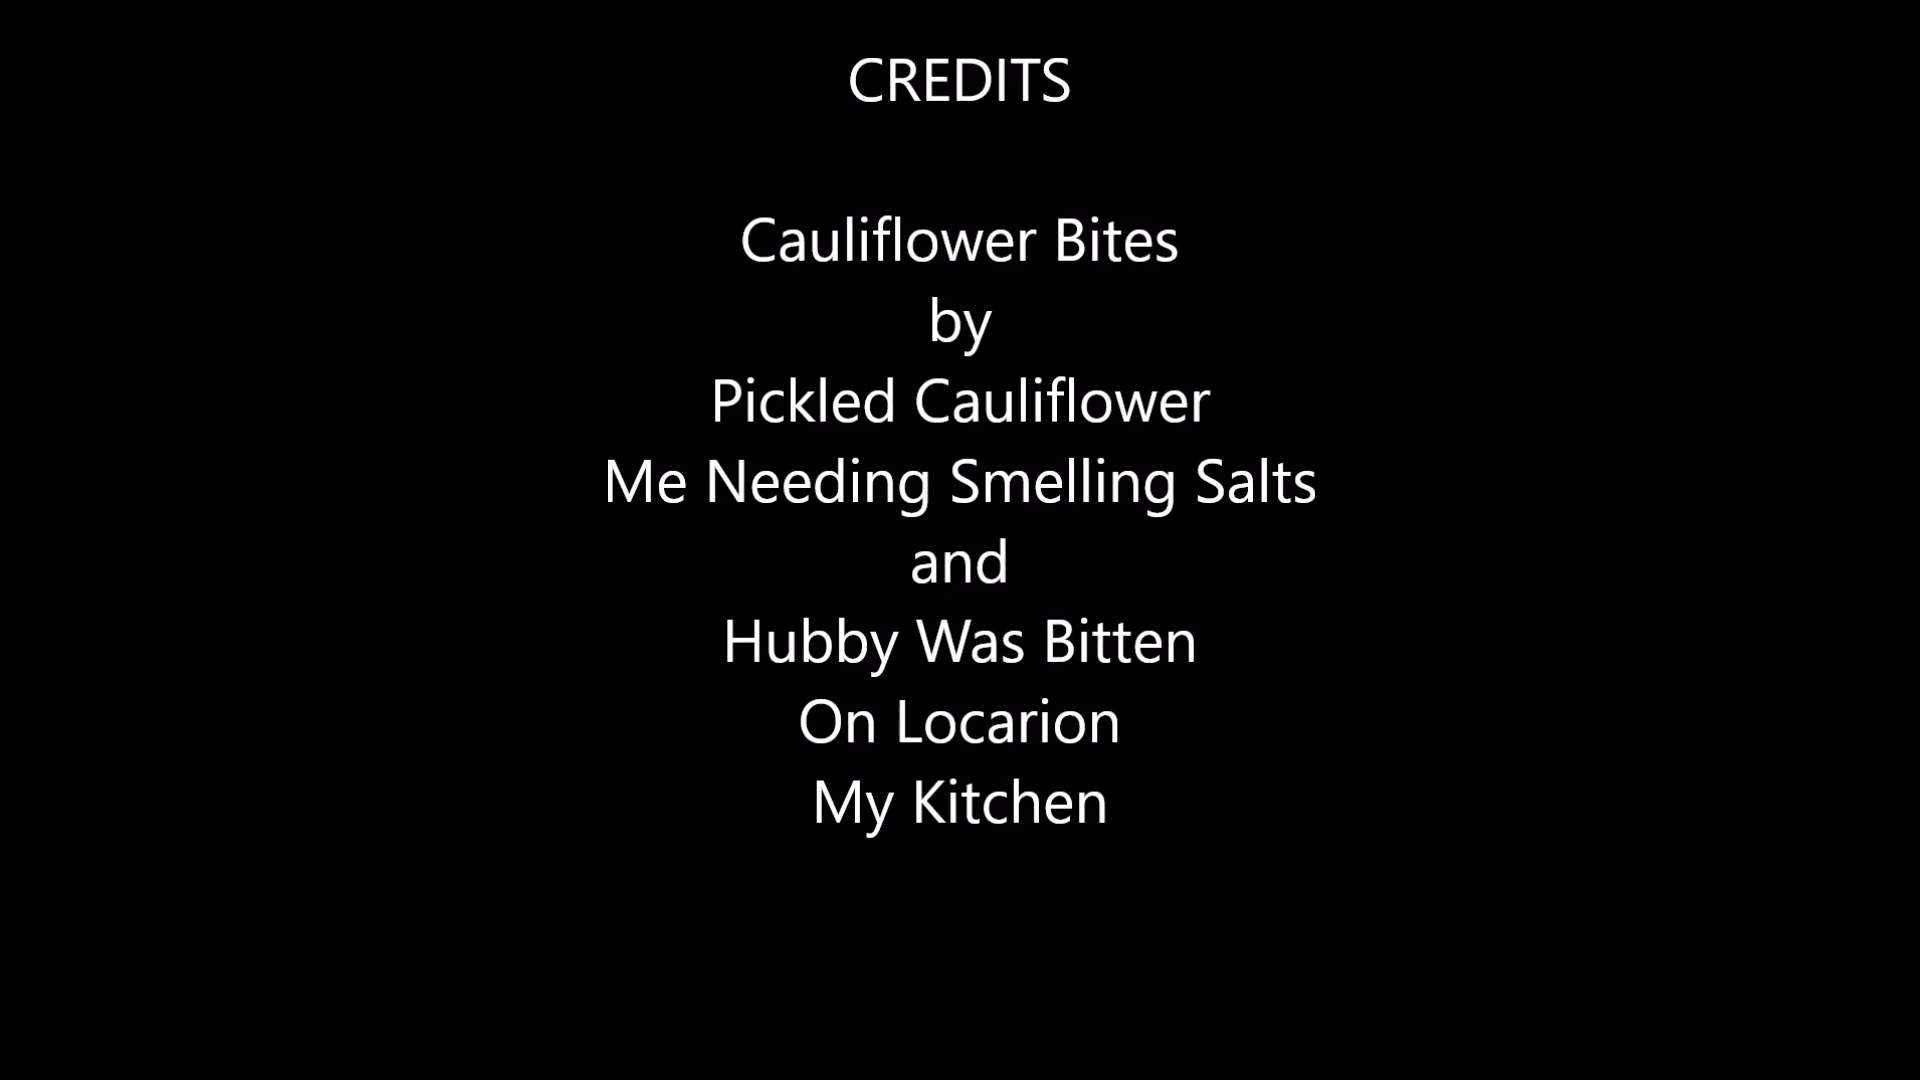 CREDITS
Cauliflower Bites
by
Pickled Cauliflower
Me Needing Smelling Salts
and
Hubby Was Bitten
On Locarion
My Kitchen